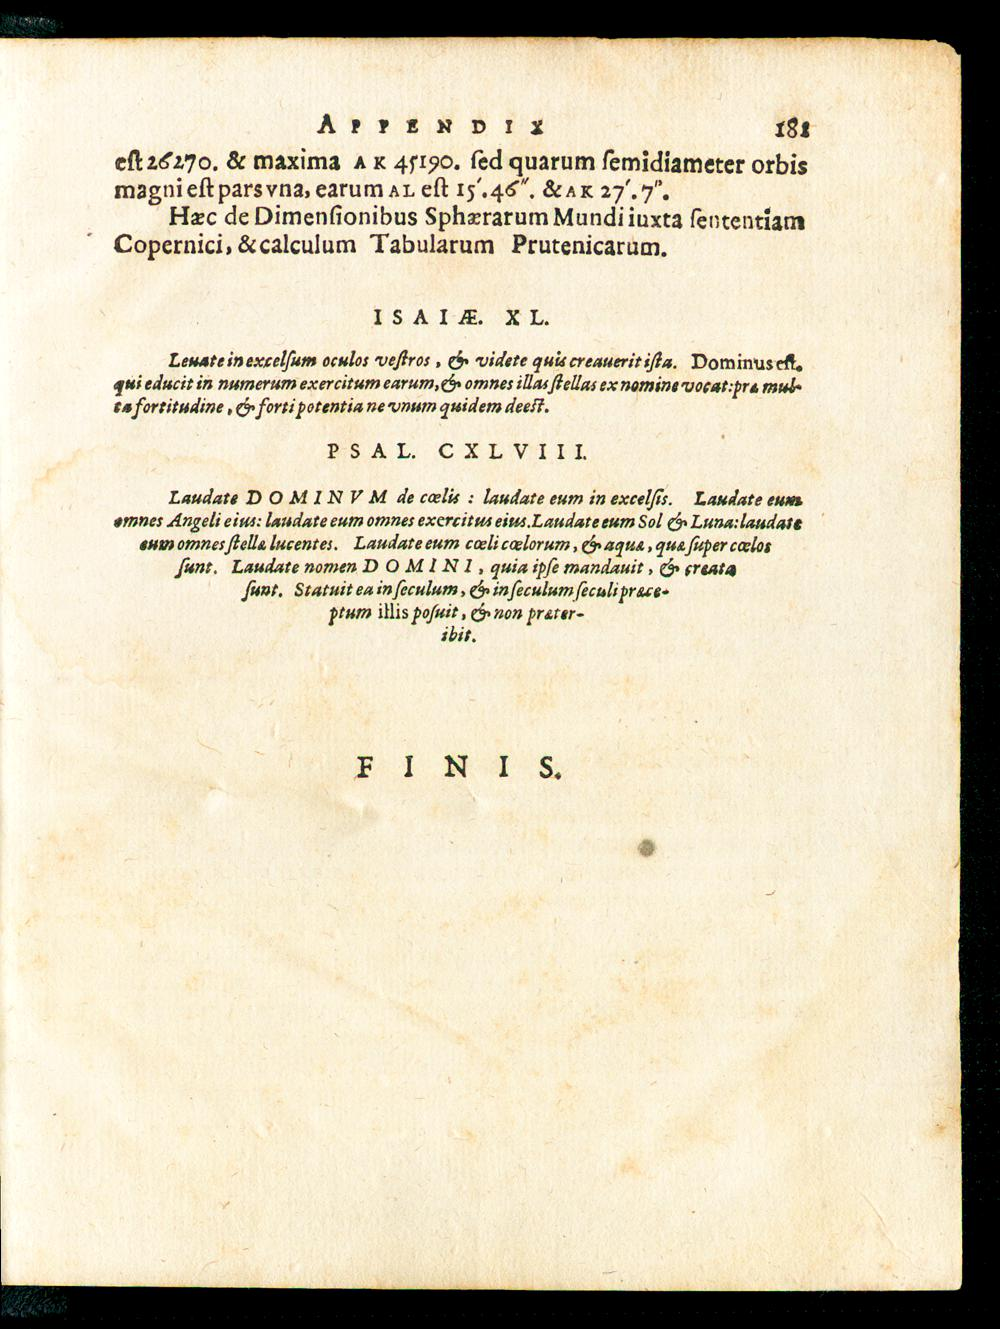 APPENDIX 181
eſt 26270. & maxima AK 45190. ſed quarum ſemidiameter orbis
magni eſt pars vna, earum AL eſt 15′. 46″. & AK 27′. 7″.
Hæc de Dimenſionibus Sphærarum Mundi iuxta ſententiam
Copernici, & calculum Tabularum Prutenicarum.
ISAIÆ. XL.
Leuate in excelſum oculos veſtros, & videte quis creauerit iſta. Dominus eſt.
qui educit in numerum exercitum earum, & omnes illas ſtellas ex nomine vocat: præ mul-
ta fortitudine, & forti potentia ne vnum quidem deeſt.
PSAL. CXLVIII.
Laudate DOMINVM de cœlis : laudate eum in excelſis. Laudate eum
omnes Angeli eius: laudate eum omnes exercitus eius. Laudate eum Sol & Luna: laudate
eum omnes ſtellæ lucentes. Laudate eum cœli cœlorum, & aquæ, quæ ſuper cœlos
ſunt. Laudate nomen DOMINI, quia ipſe mandauit, & creata
ſunt. Statuit ea in ſeculum, & in ſeculum ſeculi præce-
ptum illis poſuit, & non præter-
ibit.
FINIS.